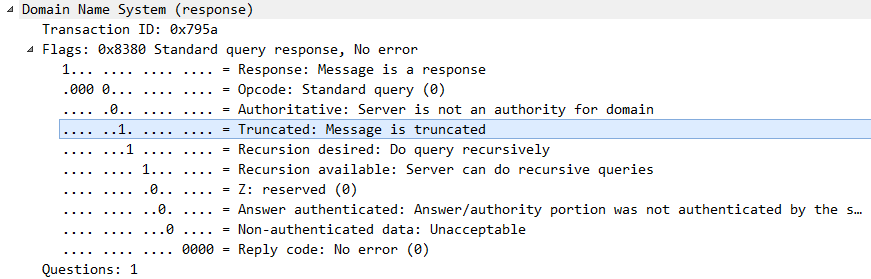 Domain Name System (response)
Transaction ID: 0x795a
Flags: 0x8380 Standard query response, No error
1... .... .... .... = Response: Message is a response
.000 0... .... .... = Opcode: Standard query (0)
.... .0.. .... .... = Authoritative: Server is not an authority for domain
.... ..1. .... .... = Truncated: Message is truncated
.... ...1 .... .... = Recursion desired: Do query recursively
.... .... 1... .... = Recursion available: Server can do recursive queries
.... .... .0.. .... = Z: reserved (0)
.... .... ..0. .... = Answer authenticated: Answer/authority portion was not authenticated by the s…
.... .... ...0 .... = Non-authenticated data: Unacceptable
.... .... .... 0000 = Reply code: No error (0)
Questions: 1